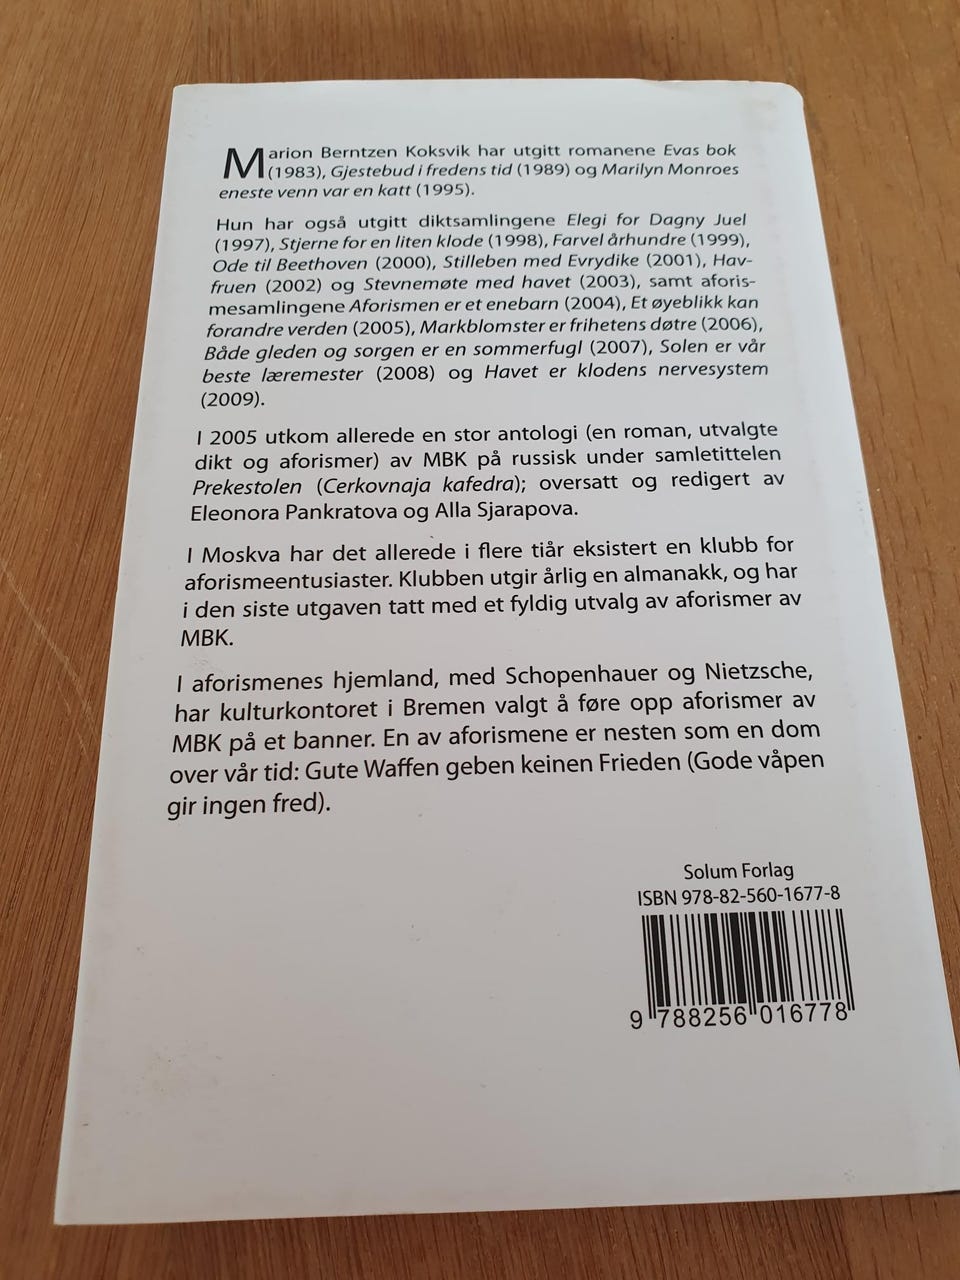 Marion Berntzen Koksvik har utgitt romanene Evas bok
(1983), Gjestebud i fredens tid (1989) og Marilyn Monroes
eneste venn var en katt (1995).
Hun har også utgitt diktsamlingene Elegi for Dagny Juel
(1997), Stjerne for en liten klode (1998), Farvel århundre (1999),
Ode til Beethoven (2000), Stilleben med Evrydike (2001), Hav-
fruen (2002) og Stevnemøte med havet (2003), samt aforis-
mesamlingene Aforismen er et enebarn (2004), Et øyeblikk kan
forandre verden (2005), Markblomster er frihetens døtre (2006),
Både gleden og sorgen er en sommerfugl (2007), Solen er vår
beste læremester (2008) og Havet er klodens nervesystem
(2009).
I 2005 utkom allerede en stor antologi (en roman, utvalgte
dikt og aforismer) av MBK på russisk under samletittelen
Prekestolen (Cerkovnaja kafedra); oversatt og redigert av
Eleonora Pankratova og Alla Sjarapova.
I Moskva har det allerede i flere tiår eksistert en klubb for
aforismeentusiaster. Klubben utgir årlig en almanakk, og har
i den siste utgaven tatt med et fyldig utvalg av aforismer av
MBK.
I aforismenes hjemland, med Schopenhauer og Nietzsche,
har kulturkontoret i Bremen valgt å føre opp aforismer av
MBK på et banner. En av aforismene er nesten som en dom
over vår tid: Gute Waffen geben keinen Frieden (Gode våpen
gir ingen fred).
Solum Forlag
ISBN 978-82-560-1677-8
9 788256 016778